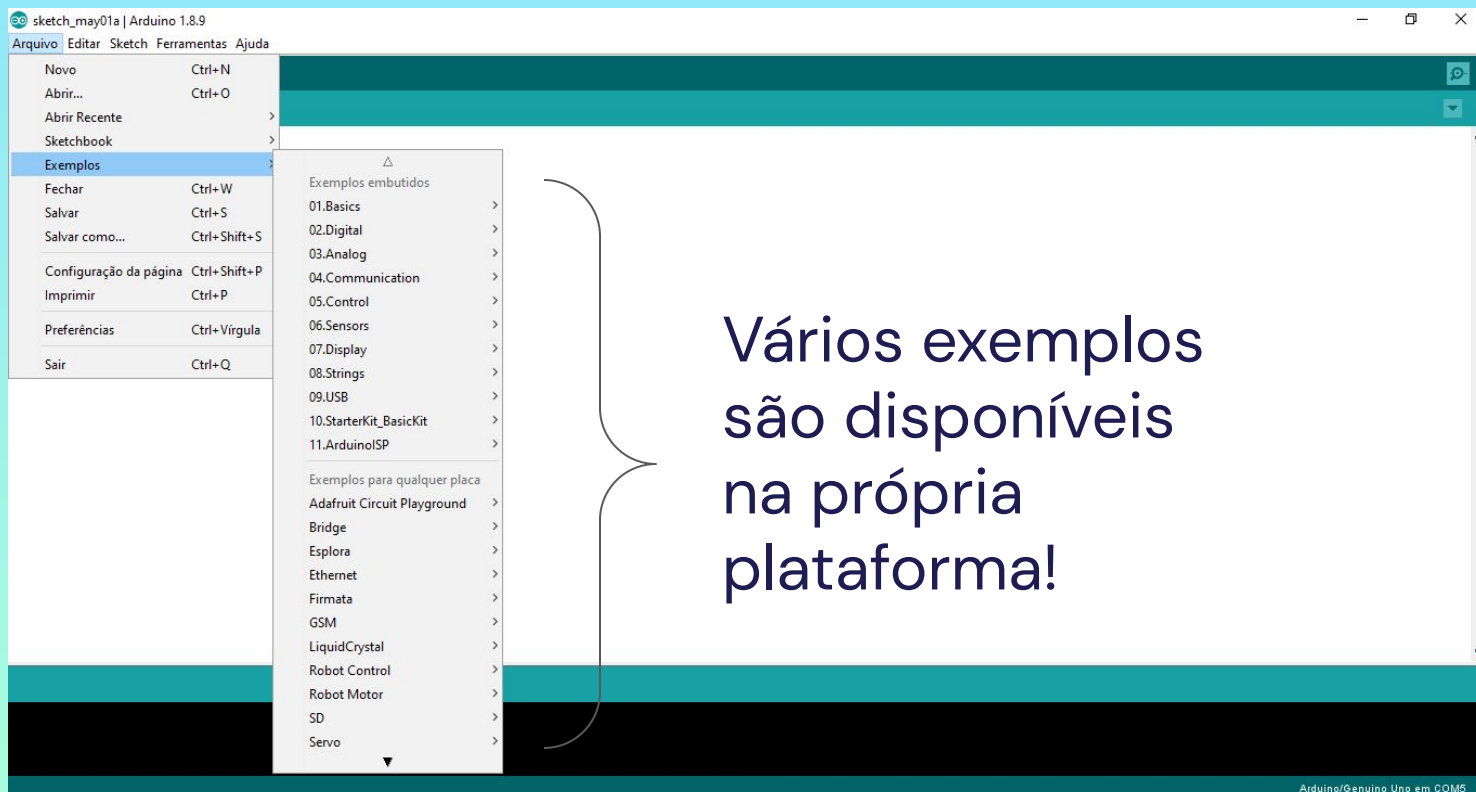 sketch_may01a | Arduino 1.8.9
Arquivo Editar Sketch Ferramentas Ajuda
Novo Ctrl+N
Abrir... Ctrl+O
Abrir Recente
Sketchbook
Exemplos
Fechar Ctrl+W
Salvar Ctrl+S
Salvar como... Ctrl+Shift+S
Configuração da página Ctrl+Shift+P
Imprimir Ctrl+P
Preferências Ctrl+Vírgula
Sair Ctrl+Q
Exemplos embutidos
01.Basics
02.Digital
03.Analog
04.Communication
05.Control
06.Sensors
07.Display
08.Strings
09.USB
10.StarterKit_BasicKit
11.ArduinoISP
Exemplos para qualquer placa
Adafruit Circuit Playground
Bridge
Esplora
Ethernet
Firmata
GSM
LiquidCrystal
Robot Control
Robot Motor
SD
Servo
Vários exemplos
são disponíveis
na própria
plataforma!
Arduino/Genuino Uno em COM5